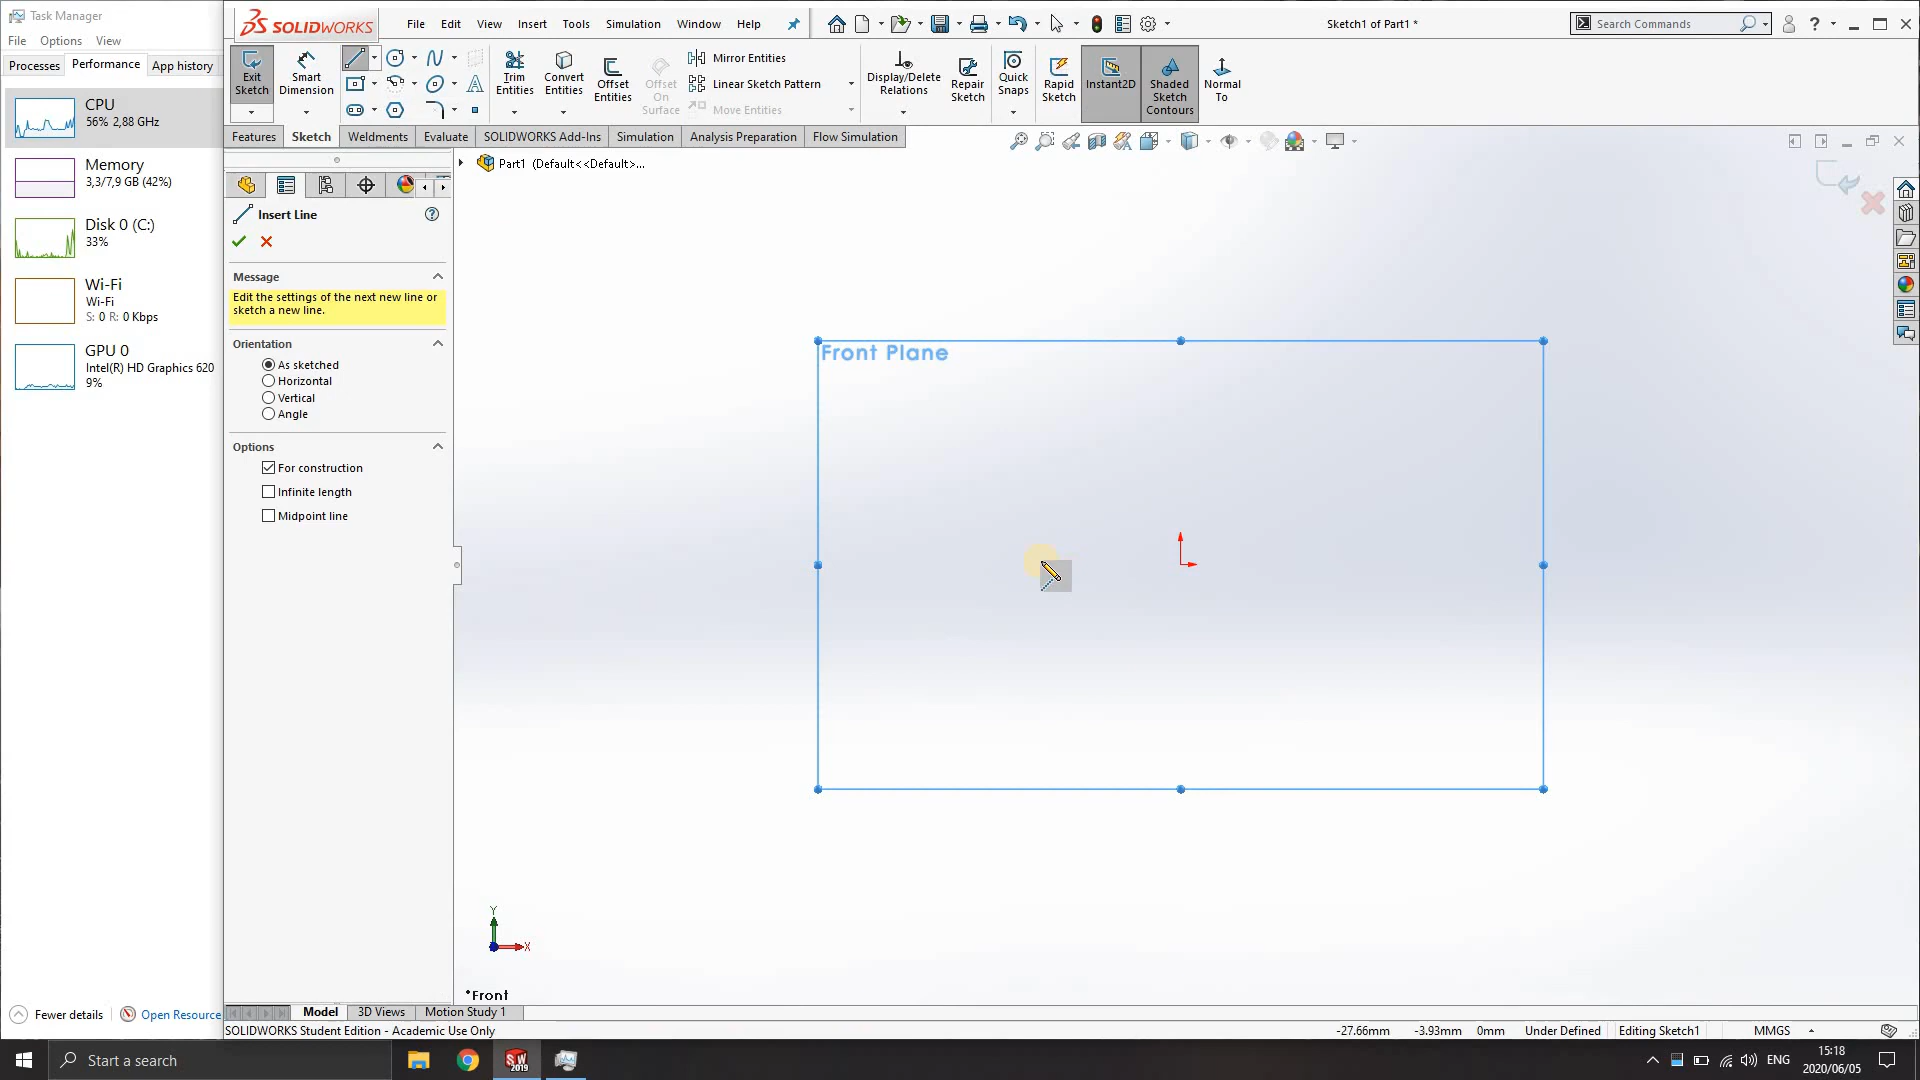 Task Manager
File Options View
Processes Performance App history
CPU
56% 2,88 GHz
Memory
3,3/7,9 GB (42%)
Disk 0 (C:)
33%
Wi-Fi
Wi-Fi
S: 0 R: 0 Kbps
GPU 0
Intel(R) HD Graphics 620
9%
Fewer details Open Resource
SOLIDWORKS File Edit View Insert Tools Simulation Window Help
Sketch1 of Part1 *
Search Commands
Exit Sketch
Smart Dimension
Trim Entities
Convert Entities
Offset Entities
Offset On Surface
Mirror Entities
Linear Sketch Pattern
Move Entities
Display/Delete Relations
Repair Sketch
Quick Snaps
Rapid Sketch
Instant2D
Shaded Sketch Contours
Normal To
Features Sketch Weldments Evaluate SOLIDWORKS Add-Ins Simulation Analysis Preparation Flow Simulation
Part1 (Default<<Default>...
Insert Line
Message
Edit the settings of the next new line or
sketch a new line.
Orientation
As sketched
Horizontal
Vertical
Angle
Options
For construction
Infinite length
Midpoint line
Front Plane
Y
X
*Front
Model 3D Views Motion Study 1
SOLIDWORKS Student Edition - Academic Use Only
-27.66mm -3.93mm 0mm Under Defined Editing Sketch1 MMGS
Start a search
SW 2019
ENG
15:18
2020/06/05